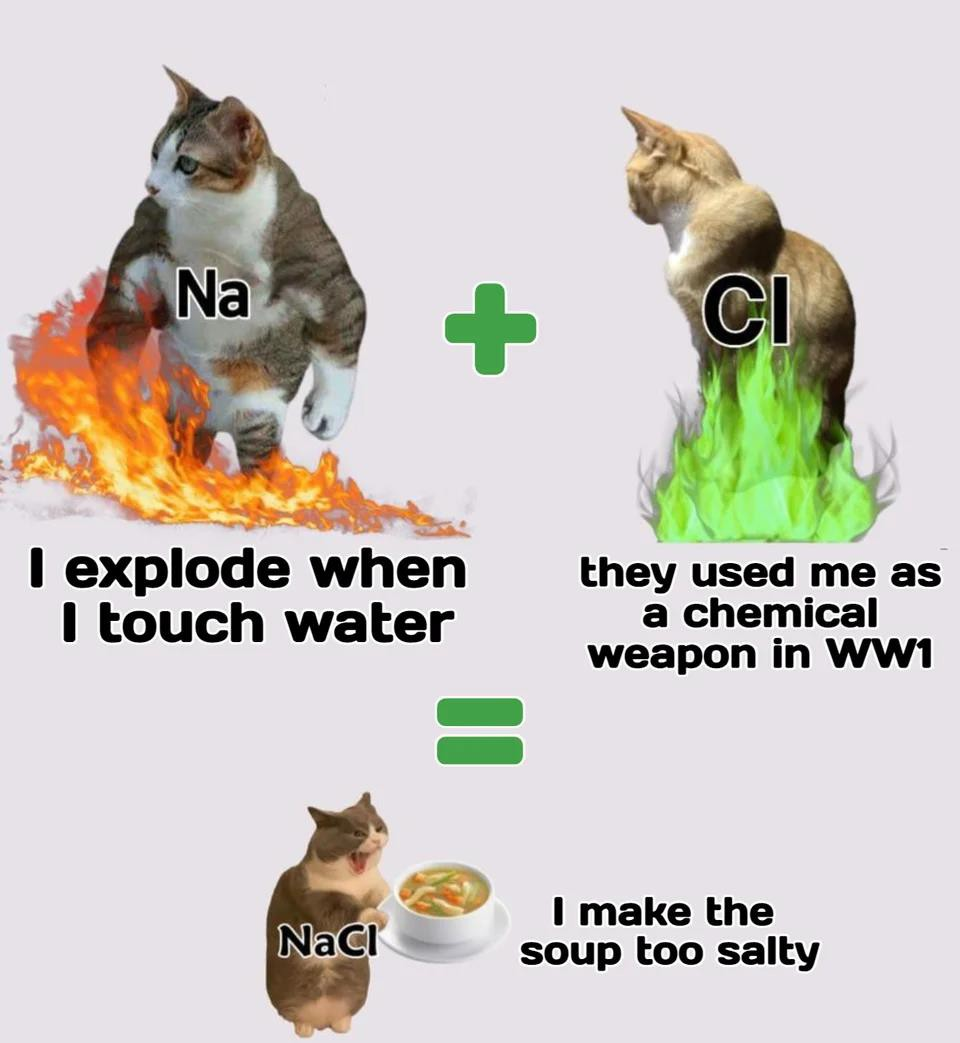 Na
Cl
I explode when
I touch water
they used me as
a chemical
weapon in WW1
NaCl
I make the
soup too salty